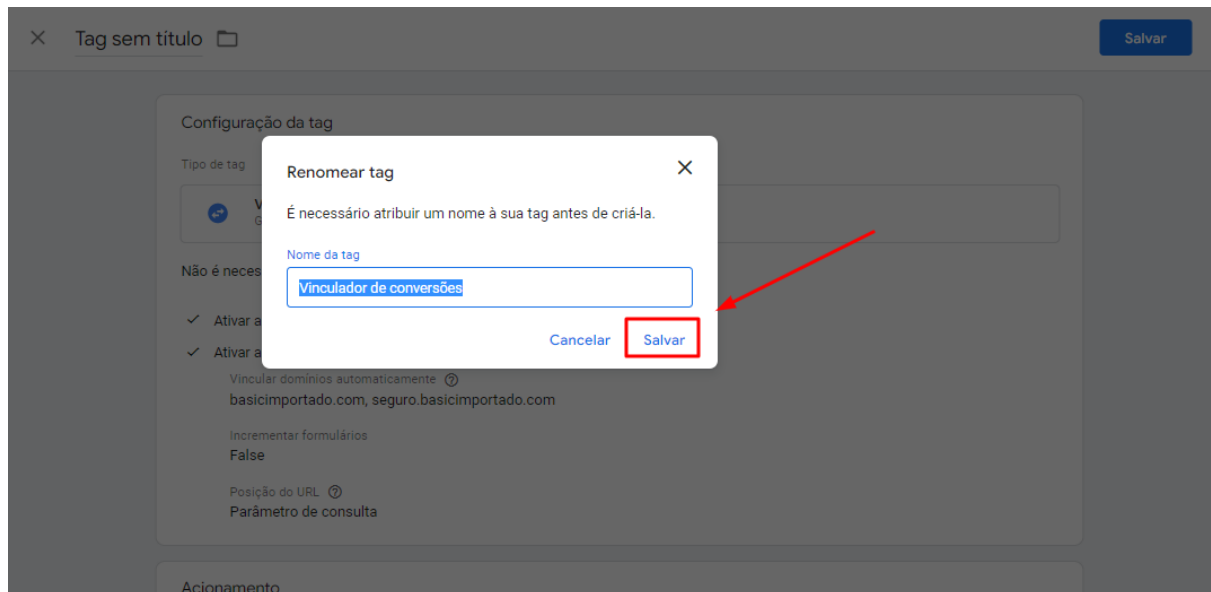 Tag sem título
Salvar
Configuração da tag
Tipo de tag
Renomear tag
É necessário atribuir um nome à sua tag antes de criá-la.
Nome da tag
Vinculador de conversões
Não é neces
Ativar a
Cancelar Salvar
Ativar a
Vincular domínios automaticamente
basicimportado.com, seguro.basicimportado.com
Incrementar formulários
False
Posição do URL
Parâmetro de consulta
Acionamento